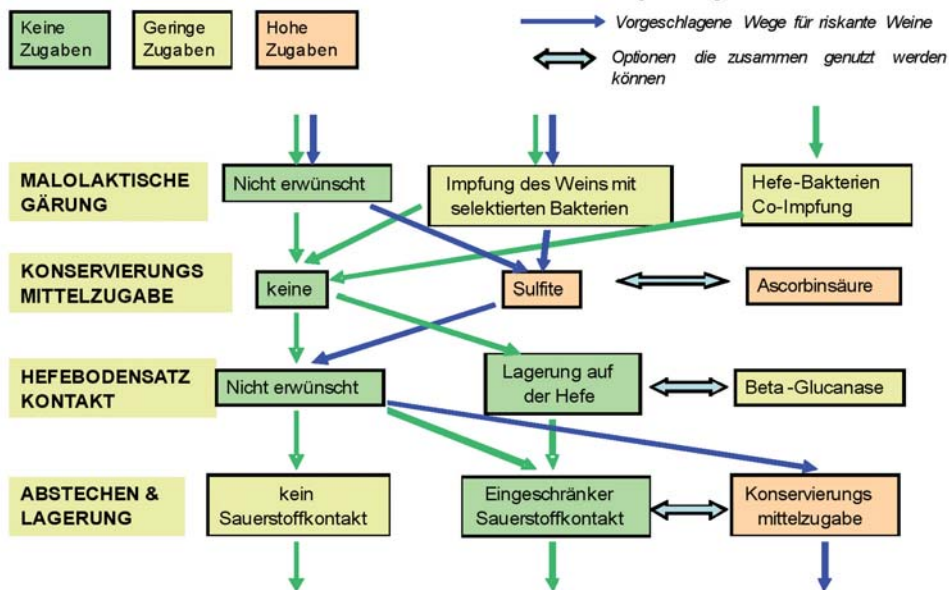 Keine
Zugaben
Geringe
Zugaben
Hohe
Zugaben
Vorgeschlagene Wege für riskante Weine
Optionen die zusammen genutzt werden
können
MALOLAKTISCHE
GÄRUNG
Nicht erwünscht
Impfung des Weins mit
selektierten Bakterien
Hefe-Bakterien
Co-Impfung
KONSERVIERUNGS
MITTELZUGABE
keine
Sulfite
Ascorbinsäure
HEFEBODENSATZ
KONTAKT
Nicht erwünscht
Lagerung auf
der Hefe
Beta-Glucanase
ABSTECHEN &
LAGERUNG
kein
Sauerstoffkontakt
Eingeschränker
Sauerstoffkontakt
Konservierungs
mittelzugabe